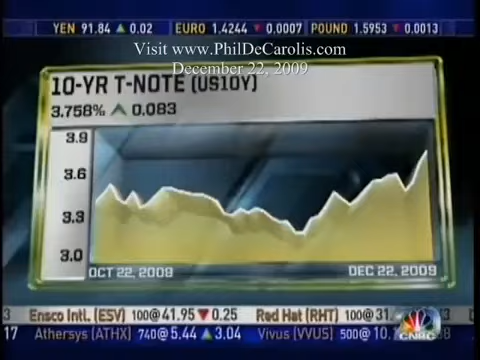 YEN 91.84 ▲ 0.02 EURO 1.4244 ▼ 0.0007 POUND 1.5953 ▼ 0.0013
Visit www.PhilDeCarolis.com
December 22, 2009
10-YR T-NOTE (US10Y)
3.758% ▲ 0.083
3.9
3.6
3.3
3.0
OCT 22, 2009 DEC 22, 2009
3 Ensco Intl. (ESV) 100@41.95 ▼ 0.25 Red Hat (RHT) 100@31.
17 Athersys (ATHX) 740@5.44 ▲ 3.04 Vivus (VVUS) 500@10.
CNBC